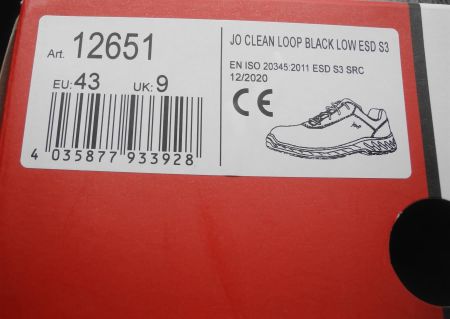 Art. 12651
EU: 43 UK: 9
4 035877 933928
JO CLEAN LOOP BLACK LOW ESD S3
EN ISO 20345:2011 ESD S3 SRC
12/2020
CE